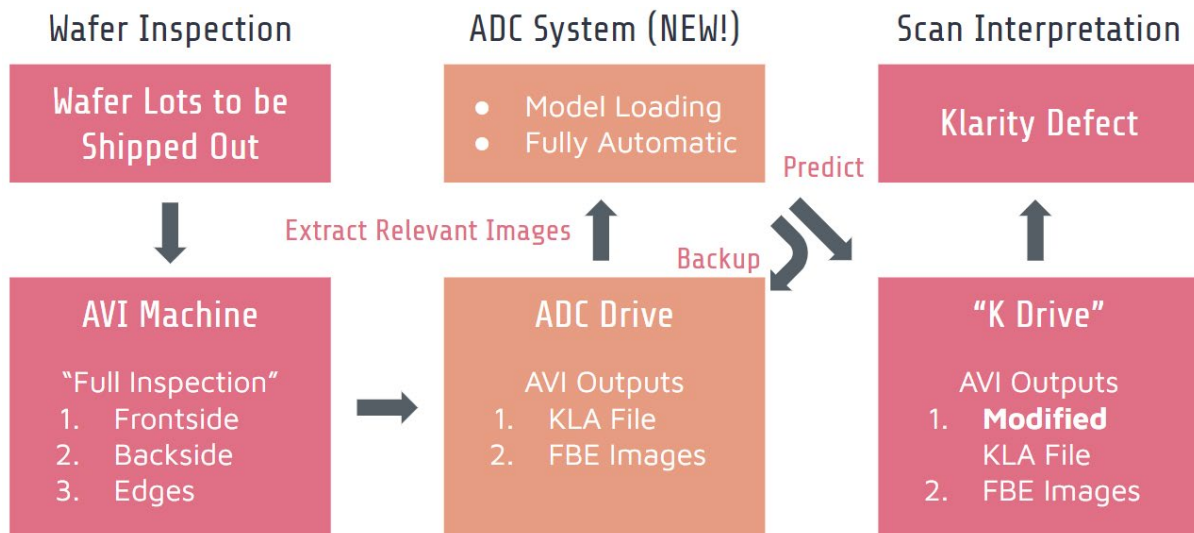 Wafer Inspection
Wafer Lots to be
Shipped Out
AVI Machine
"Full Inspection"
1. Frontside
2. Backside
3. Edges
ADC System (NEW!)
● Model Loading
● Fully Automatic
Extract Relevant Images
Predict
Backup
ADC Drive
AVI Outputs
1. KLA File
2. FBE Images
Scan Interpretation
Klarity Defect
“K Drive”
AVI Outputs
1. Modified
KLA File
2. FBE Images